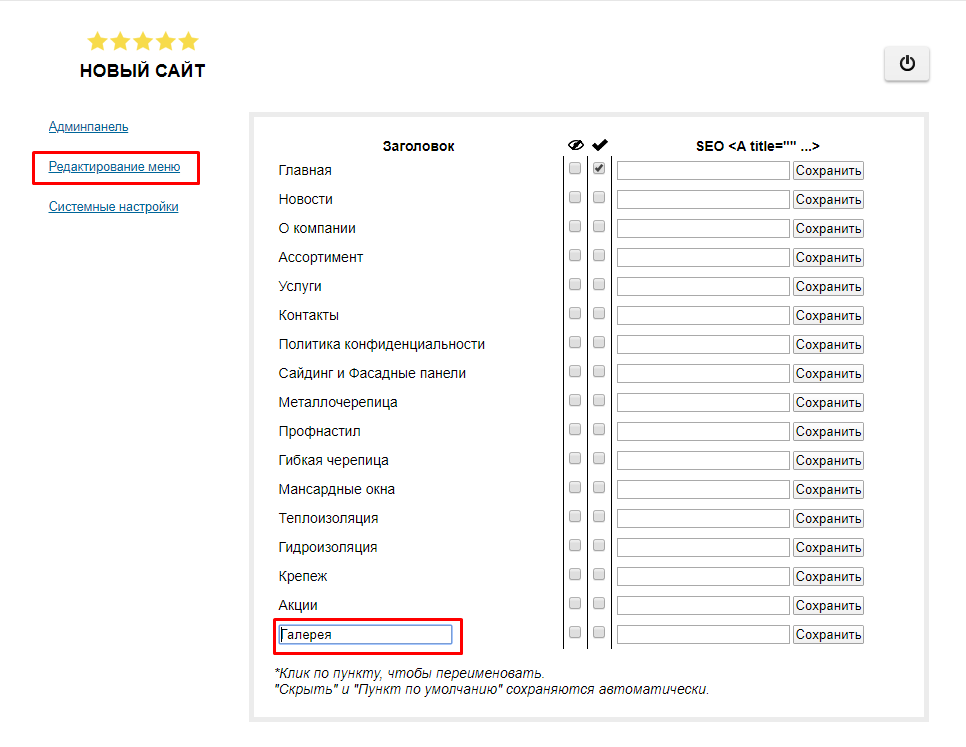 НОВЫЙ САЙТ
Админпанель
Редактирование меню
Системные настройки
Заголовок SEO <A title="" ...>
Главная Сохранить
Новости Сохранить
О компании Сохранить
Ассортимент Сохранить
Услуги Сохранить
Контакты Сохранить
Политика конфиденциальности Сохранить
Сайдинг и Фасадные панели Сохранить
Металлочерепица Сохранить
Профнастил Сохранить
Гибкая черепица Сохранить
Мансардные окна Сохранить
Теплоизоляция Сохранить
Гидроизоляция Сохранить
Крепеж Сохранить
Акции Сохранить
Галерея Сохранить
*Клик по пункту, чтобы переименовать.
"Скрыть" и "Пункт по умолчанию" сохраняются автоматически.